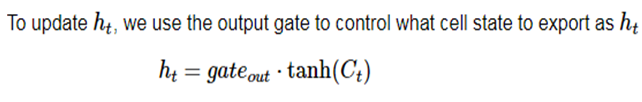 To update h_t, we use the output gate to control what cell state to export as h_t
h_t = gate_out · tanh(C_t)